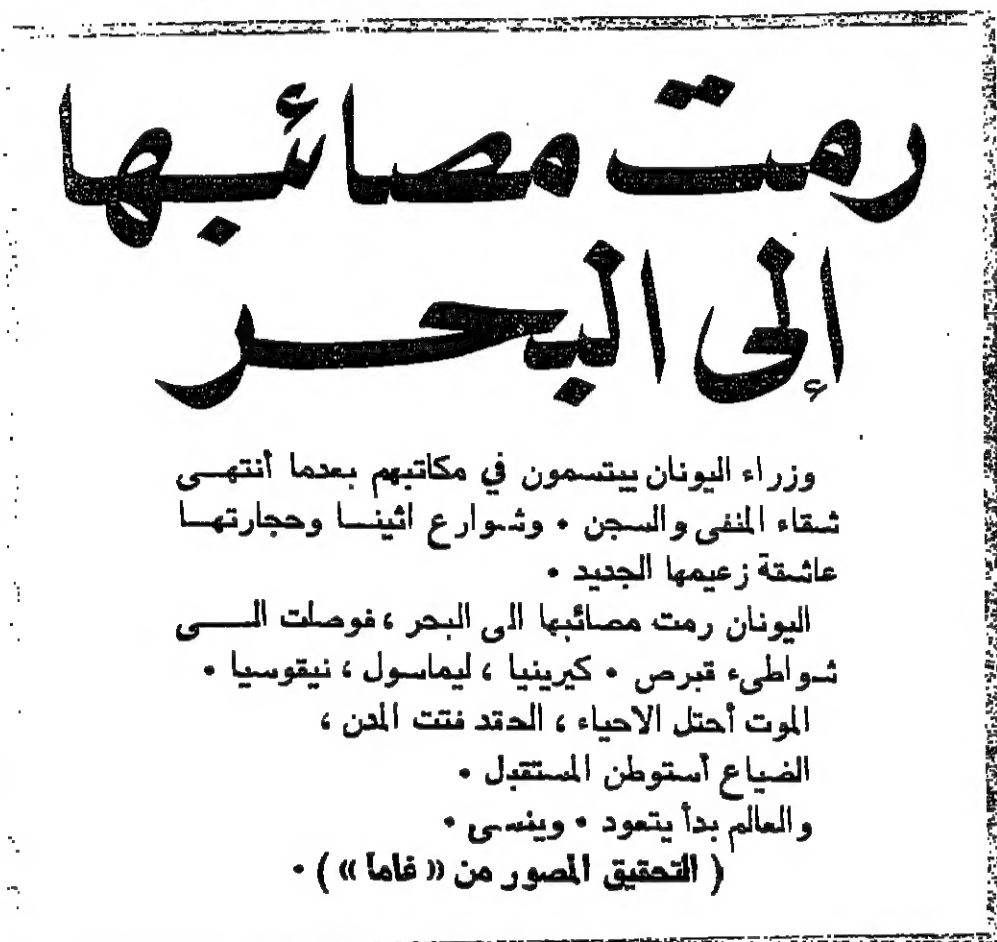 رمت مصائبها
إلى البحر
وزراء اليونان يبتسمون في مكاتبهم بعدما أنتهى
شقاء المنفى والسجن • وشوارع اثينا وحجارتها
عاشقة زعيمها الجديد •
اليونان رمت مصائبها الى البحر ، فوصلت الى
شواطىء قبرص • كيرينيا ، ليماسول ، نيقوسيا •
الموت أحتل الاحياء ، الحقد فتت المدن ،
الضياع أستوطن المستقبل •
والعالم بدأ يتعود • وينسى •
( التحقيق المصور من « غاما » ) •